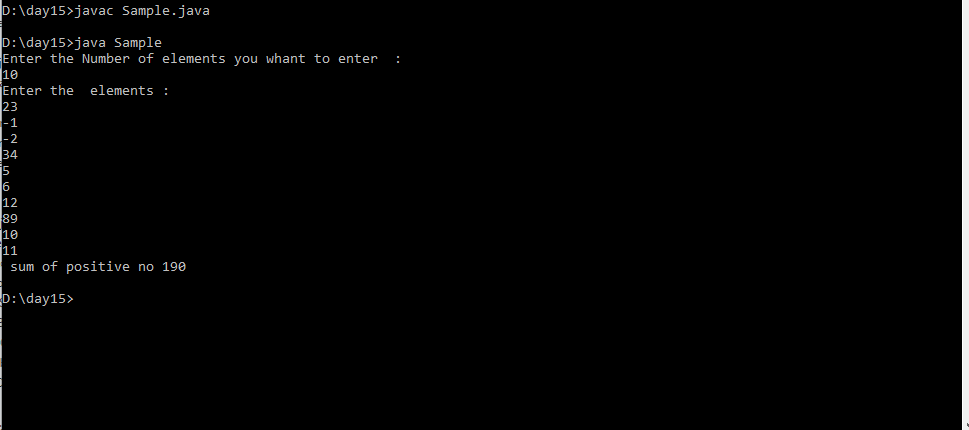 D:\day15>javac Sample.java
D:\day15>java Sample
Enter the Number of elements you whant to enter  :
10
Enter the  elements :
23
-1
-2
34
5
6
12
89
10
11
 sum of positive no 190
D:\day15>